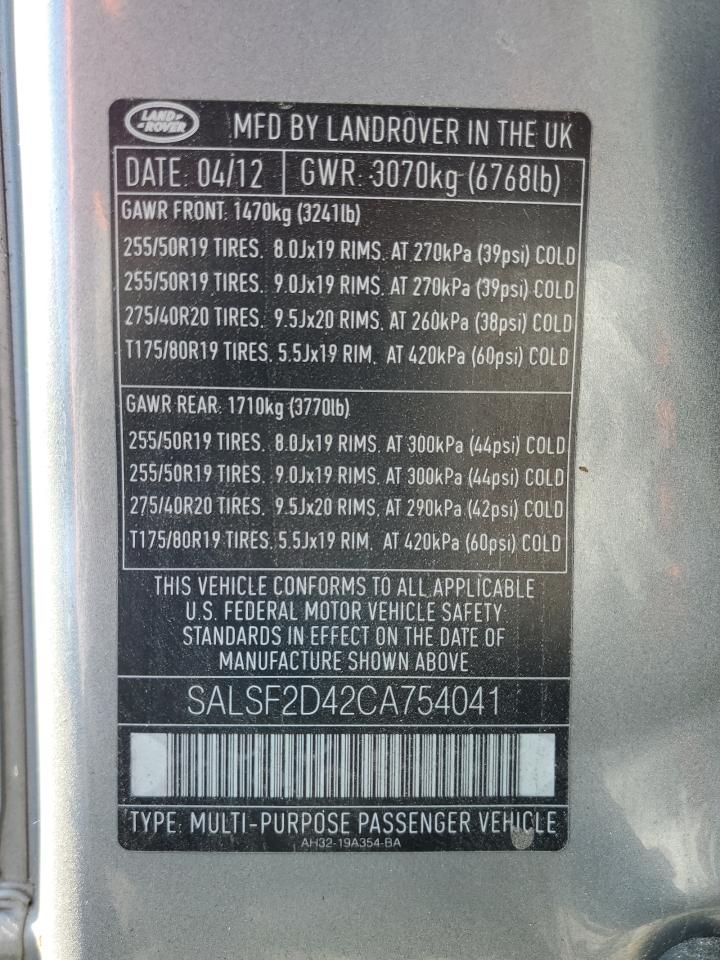 LAND-
-ROVER
MFD BY LANDROVER IN THE UK
DATE: 04/12 GWR: 3070kg (6768lb)
GAWR FRONT: 1470kg (3241lb)
255/50R19 TIRES. 8.0Jx19 RIMS. AT 270kPa (39psi) COLD
255/50R19 TIRES. 9.0Jx19 RIMS. AT 270kPa (39psi) COLD
275/40R20 TIRES. 9.5Jx20 RIMS. AT 260kPa (38psi) COLD
T175/80R19 TIRES. 5.5Jx19 RIM. AT 420kPa (60psi) COLD
GAWR REAR: 1710kg (3770lb)
255/50R19 TIRES. 8.0Jx19 RIMS. AT 300kPa (44psi) COLD
255/50R19 TIRES. 9.0Jx19 RIMS. AT 300kPa (44psi) COLD
275/40R20 TIRES. 9.5Jx20 RIMS. AT 290kPa (42psi) COLD
T175/80R19 TIRES. 5.5Jx19 RIM. AT 420kPa (60psi) COLD
THIS VEHICLE CONFORMS TO ALL APPLICABLE
U.S. FEDERAL MOTOR VEHICLE SAFETY
STANDARDS IN EFFECT ON THE DATE OF
MANUFACTURE SHOWN ABOVE
SALSF2D42CA754041
TYPE: MULTI-PURPOSE PASSENGER VEHICLE
AH32-19A354-BA